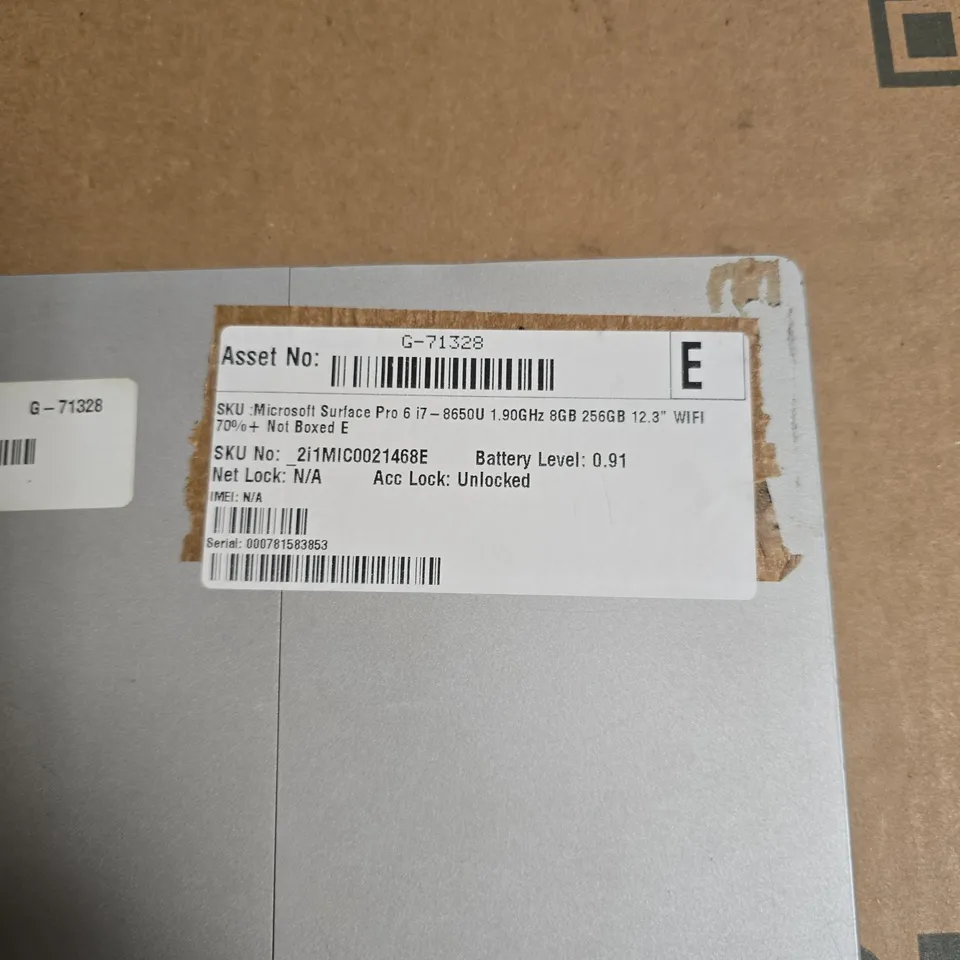 G-71328
Asset No:
E
SKU :Microsoft Surface Pro 6 i7-8650U 1.90GHz 8GB 256GB 12.3" WIFI
70%+ Not Boxed E
SKU No: _2i1MIC0021468E Battery Level: 0.91
Net Lock: N/A Acc Lock: Unlocked
IMEI: N/A
Serial: 000781583853
G-71328